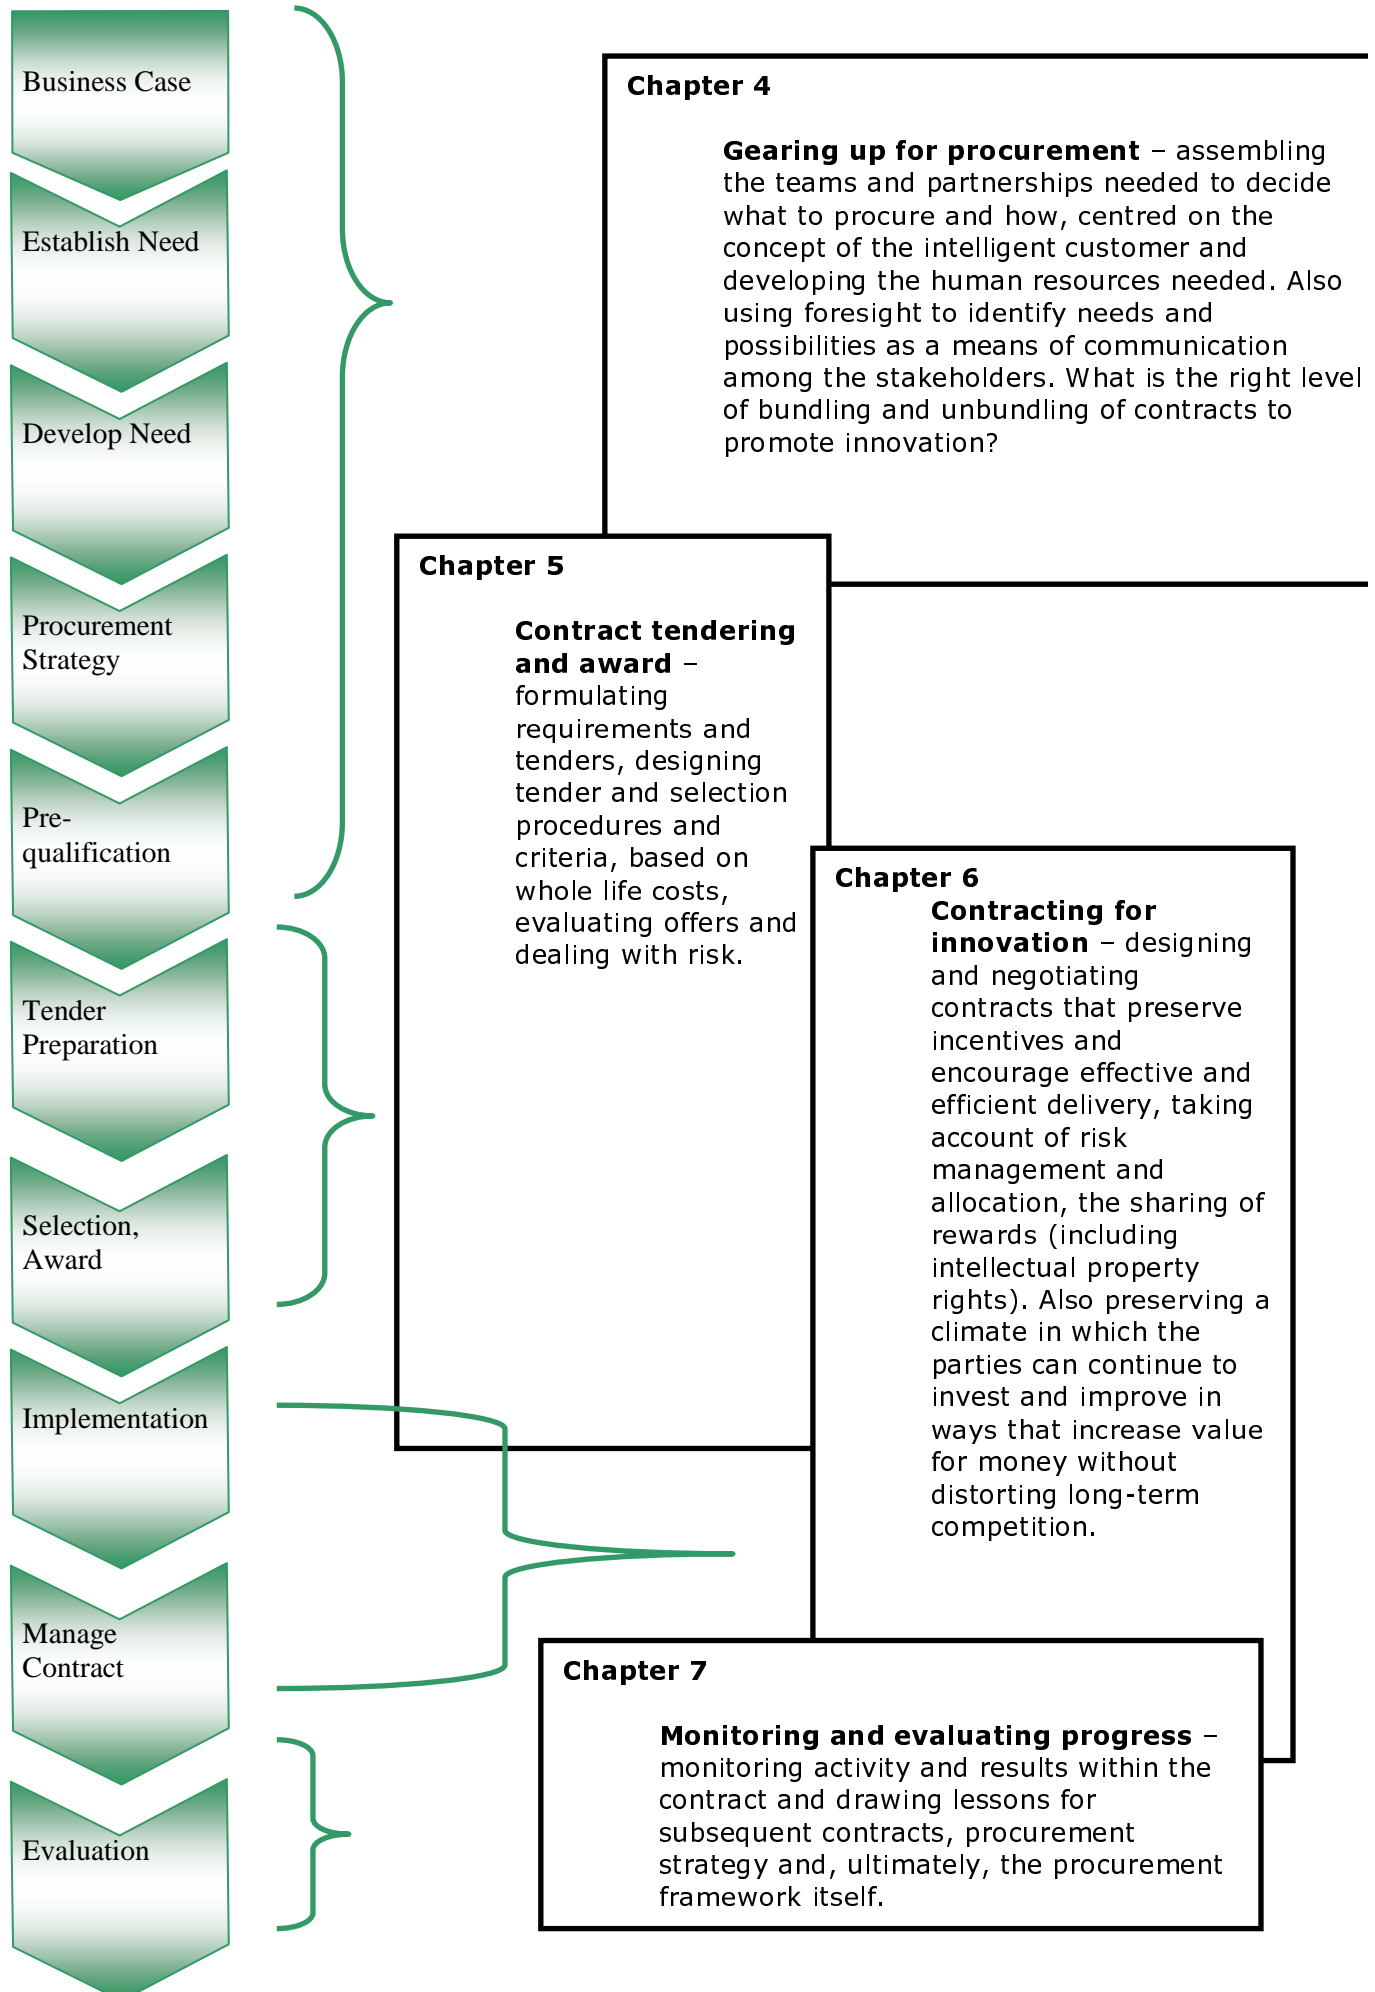 Business Case
Establish Need
Develop Need
Procurement
Strategy
Pre-
qualification
Tender
Preparation
Selection,
Award
Implementation
Manage
Contract
Evaluation
Chapter 4
Gearing up for procurement – assembling
the teams and partnerships needed to decide
what to procure and how, centred on the
concept of the intelligent customer and
developing the human resources needed. Also
using foresight to identify needs and
possibilities as a means of communication
among the stakeholders. What is the right level
of bundling and unbundling of contracts to
promote innovation?
Chapter 5
Contract tendering
and award –
formulating
requirements and
tenders, designing
tender and selection
procedures and
criteria, based on
whole life costs,
evaluating offers and
dealing with risk.
Chapter 6
Contracting for
innovation – designing
and negotiating
contracts that preserve
incentives and
encourage effective and
efficient delivery, taking
account of risk
management and
allocation, the sharing of
rewards (including
intellectual property
rights). Also preserving a
climate in which the
parties can continue to
invest and improve in
ways that increase value
for money without
distorting long-term
competition.
Chapter 7
Monitoring and evaluating progress –
monitoring activity and results within the
contract and drawing lessons for
subsequent contracts, procurement
strategy and, ultimately, the procurement
framework itself.